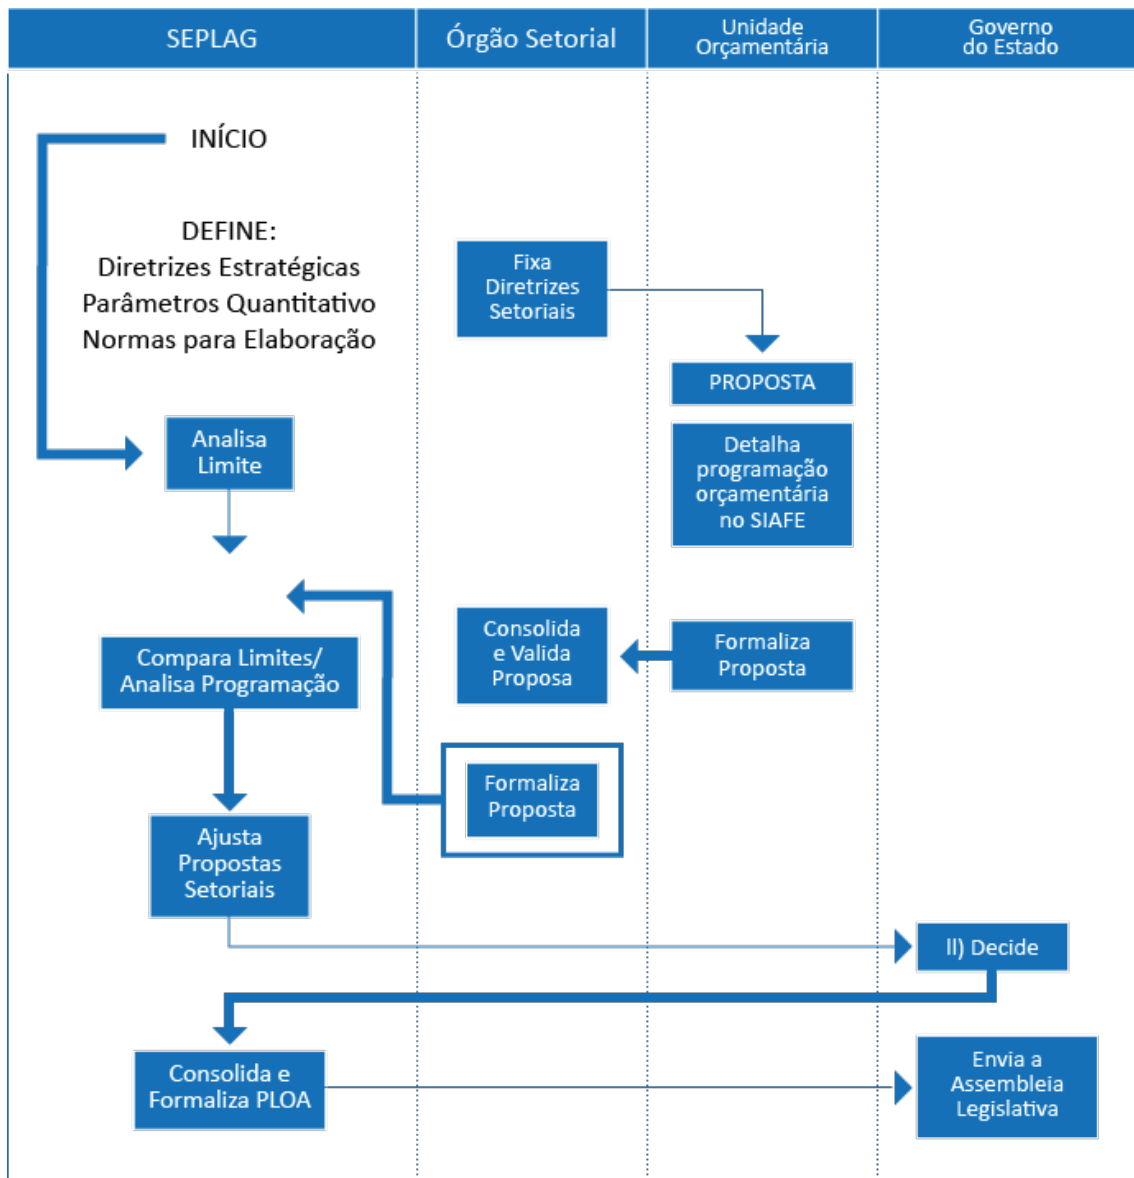 SEPLAG
Órgão Setorial
Unidade
Orçamentária
Governo
do Estado
INÍCIO
DEFINE:
Diretrizes Estratégicas
Parâmetros Quantitativo
Normas para Elaboração
Fixa
Diretrizes
Setoriais
PROPOSTA
Analisa
Limite
Detalha
programação
orçamentária
no SIAFE
Compara Limites/
Analisa Programação
Consolida
e Valida
Proposa
Formaliza
Proposta
Formaliza
Proposta
Ajusta
Propostas
Setoriais
II) Decide
Consolida e
Formaliza PLOA
Envia a
Assembleia
Legislativa